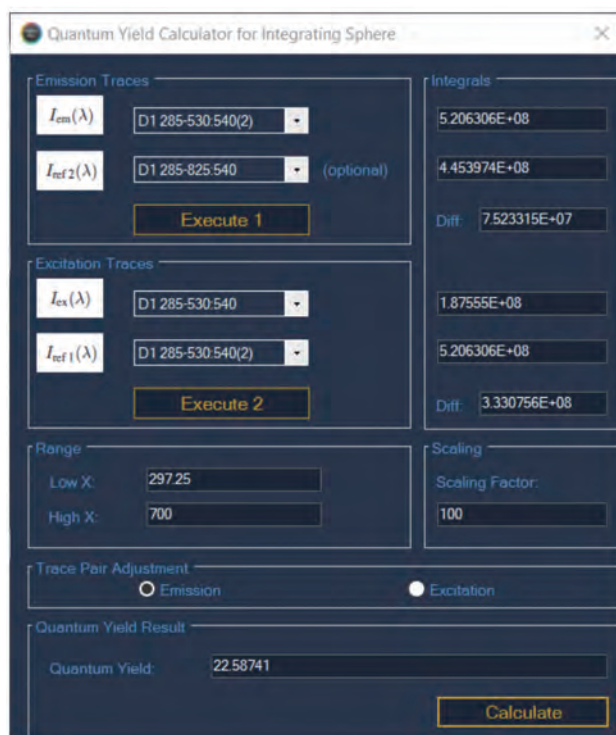 Quantum Yield Calculator for Integrating Sphere
Emission Traces
I_em(λ)
D1 285-530:540(2)
I_ref 2(λ)
D1 285-825:540
(optional)
Execute 1
Integrals
5.206306E+08
4.453974E+08
Diff: 7.523315E+07
Excitation Traces
I_ex(λ)
D1 285-530:540
I_ref 1(λ)
D1 285-530:540(2)
Execute 2
1.87555E+08
5.206306E+08
Diff: 3.330756E+08
Range
Low X: 297.25
High X: 700
Scaling
Scaling Factor:
100
Trace Pair Adjustment
Emission
Excitation
Quantum Yield Result
Quantum Yield: 22.58741
Calculate